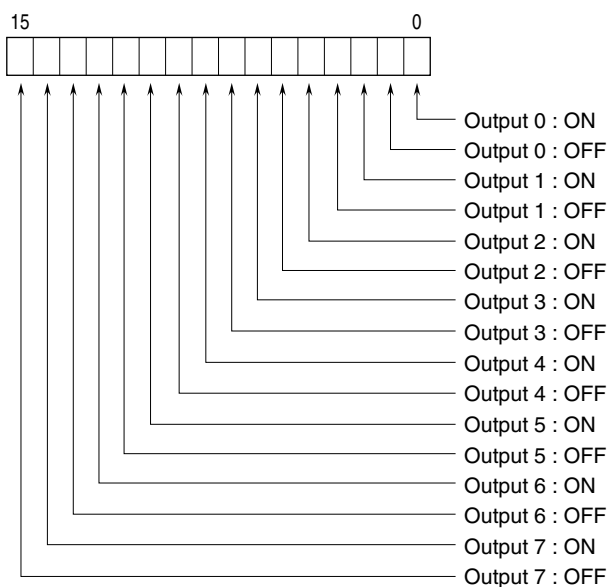 15 0
Output 0 : ON
Output 0 : OFF
Output 1 : ON
Output 1 : OFF
Output 2 : ON
Output 2 : OFF
Output 3 : ON
Output 3 : OFF
Output 4 : ON
Output 4 : OFF
Output 5 : ON
Output 5 : OFF
Output 6 : ON
Output 6 : OFF
Output 7 : ON
Output 7 : OFF